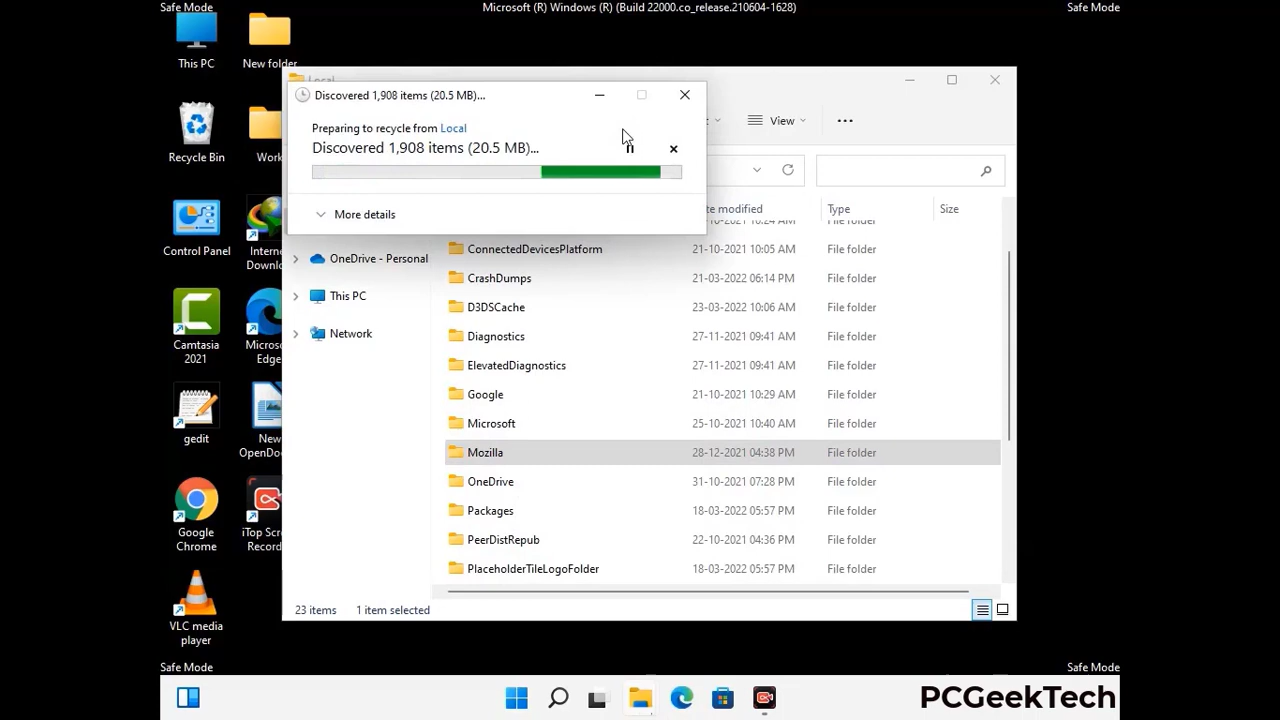 Safe Mode
Microsoft (R) Windows (R) (Build 22000.co_release.210604-1628)
Safe Mode
This PC
New folder
Recycle Bin
Work
Control Panel
Camtasia
2021
gedit
New
Google
Chrome
VLC media
player
Local
Discovered 1,908 items (20.5 MB)...
Preparing to recycle from Local
Discovered 1,908 items (20.5 MB)...
More details
View
modified
Type
Size
OneDrive - Personal
This PC
Network
File folder
ConnectedDevicesPlatform 21-10-2021 10:05 AM File folder
CrashDumps 21-03-2022 06:14 PM File folder
D3DSCache 23-03-2022 10:06 AM File folder
Diagnostics 27-11-2021 09:41 AM File folder
ElevatedDiagnostics 27-11-2021 09:41 AM File folder
Google 21-10-2021 10:29 AM File folder
Microsoft 25-10-2021 10:40 AM File folder
Mozilla 28-12-2021 04:38 PM File folder
OneDrive 31-10-2021 07:28 PM File folder
Packages 18-03-2022 05:57 PM File folder
PeerDistRepub 22-10-2021 04:36 PM File folder
PlaceholderTileLogoFolder 18-03-2022 05:57 PM File folder
23 items
1 item selected
Safe Mode
Safe Mode
PCGeekTech